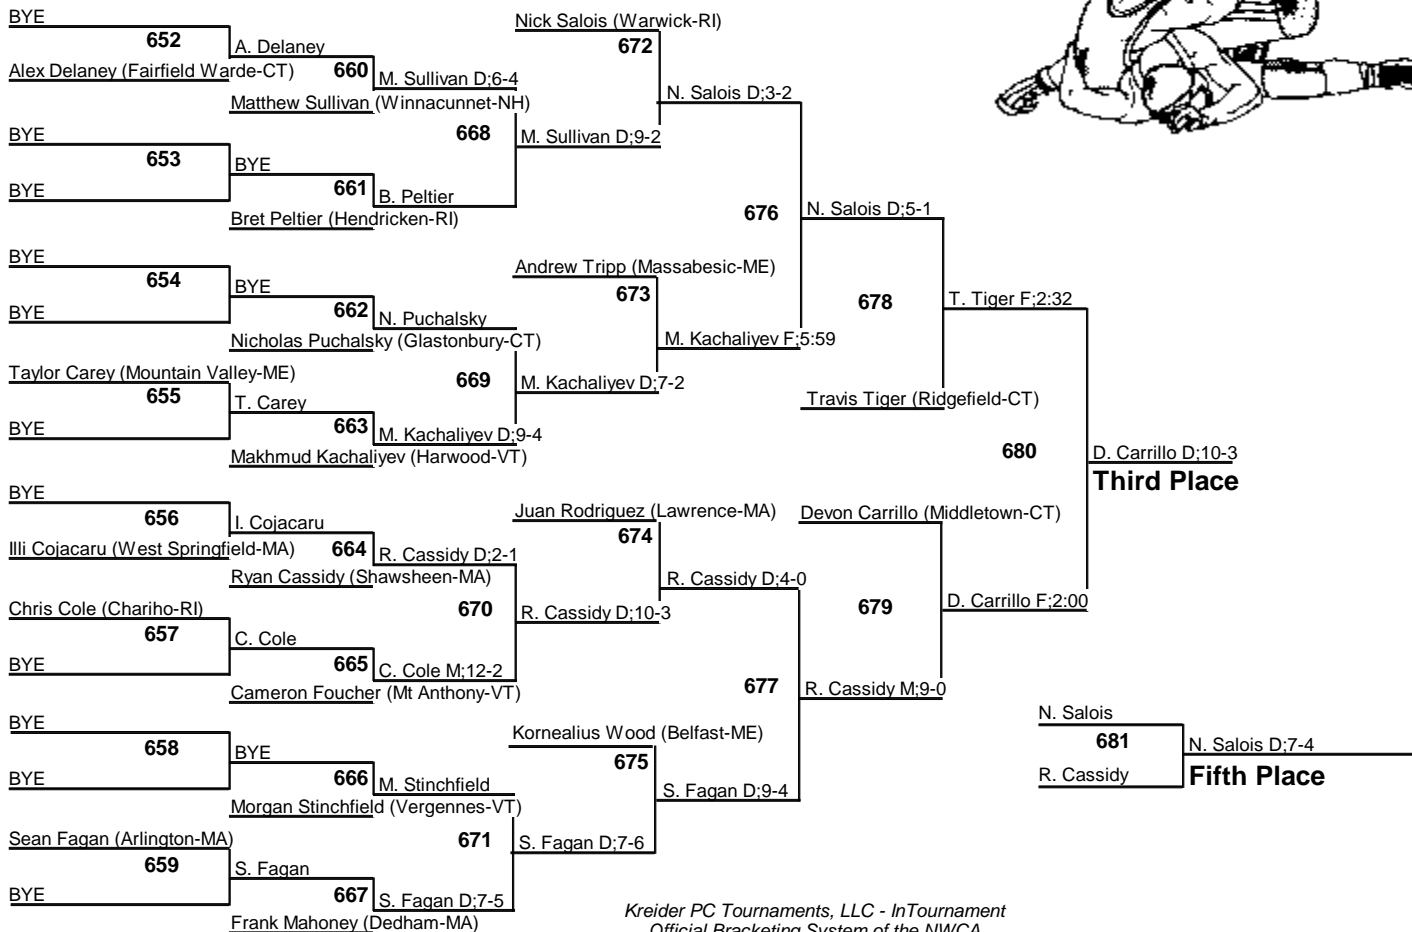 BYE
652
Alex Delaney (Fairfield Warde-CT)
A. Delaney
660
Matthew Sullivan (Winnacunnet-NH)
M. Sullivan D;6-4
BYE
653
BYE
BYE
661
Bret Peltier (Hendricken-RI)
B. Peltier
668
M. Sullivan D;9-2
Nick Salois (Warwick-RI)
672
N. Salois D;3-2
BYE
654
BYE
BYE
662
Nicholas Puchalsky (Glastonbury-CT)
N. Puchalsky
Taylor Carey (Mountain Valley-ME)
655
BYE
T. Carey
663
Makhmud Kachaliyev (Harwood-VT)
M. Kachaliyev D;9-4
669
M. Kachaliyev D;7-2
Andrew Tripp (Massabesic-ME)
673
M. Kachaliyev F;5:59
676
N. Salois D;5-1
678
Travis Tiger (Ridgefield-CT)
T. Tiger F;2:32
BYE
656
Illi Cojacaru (West Springfield-MA)
I. Cojacaru
664
Ryan Cassidy (Shawsheen-MA)
R. Cassidy D;2-1
Chris Cole (Chariho-RI)
657
BYE
C. Cole
665
Cameron Foucher (Mt Anthony-VT)
C. Cole M;12-2
670
R. Cassidy D;10-3
Juan Rodriguez (Lawrence-MA)
674
R. Cassidy D;4-0
BYE
658
BYE
BYE
666
Morgan Stinchfield (Vergennes-VT)
M. Stinchfield
Sean Fagan (Arlington-MA)
659
BYE
S. Fagan
667
Frank Mahoney (Dedham-MA)
S. Fagan D;7-5
671
S. Fagan D;7-6
Kornealius Wood (Belfast-ME)
675
S. Fagan D;9-4
677
R. Cassidy M;9-0
Devon Carrillo (Middletown-CT)
679
D. Carrillo F;2:00
680
D. Carrillo D;10-3
Third Place
N. Salois
681
R. Cassidy
N. Salois D;7-4
Fifth Place
Kreider PC Tournaments, LLC - InTournament
Official Bracketing System of the NWCA